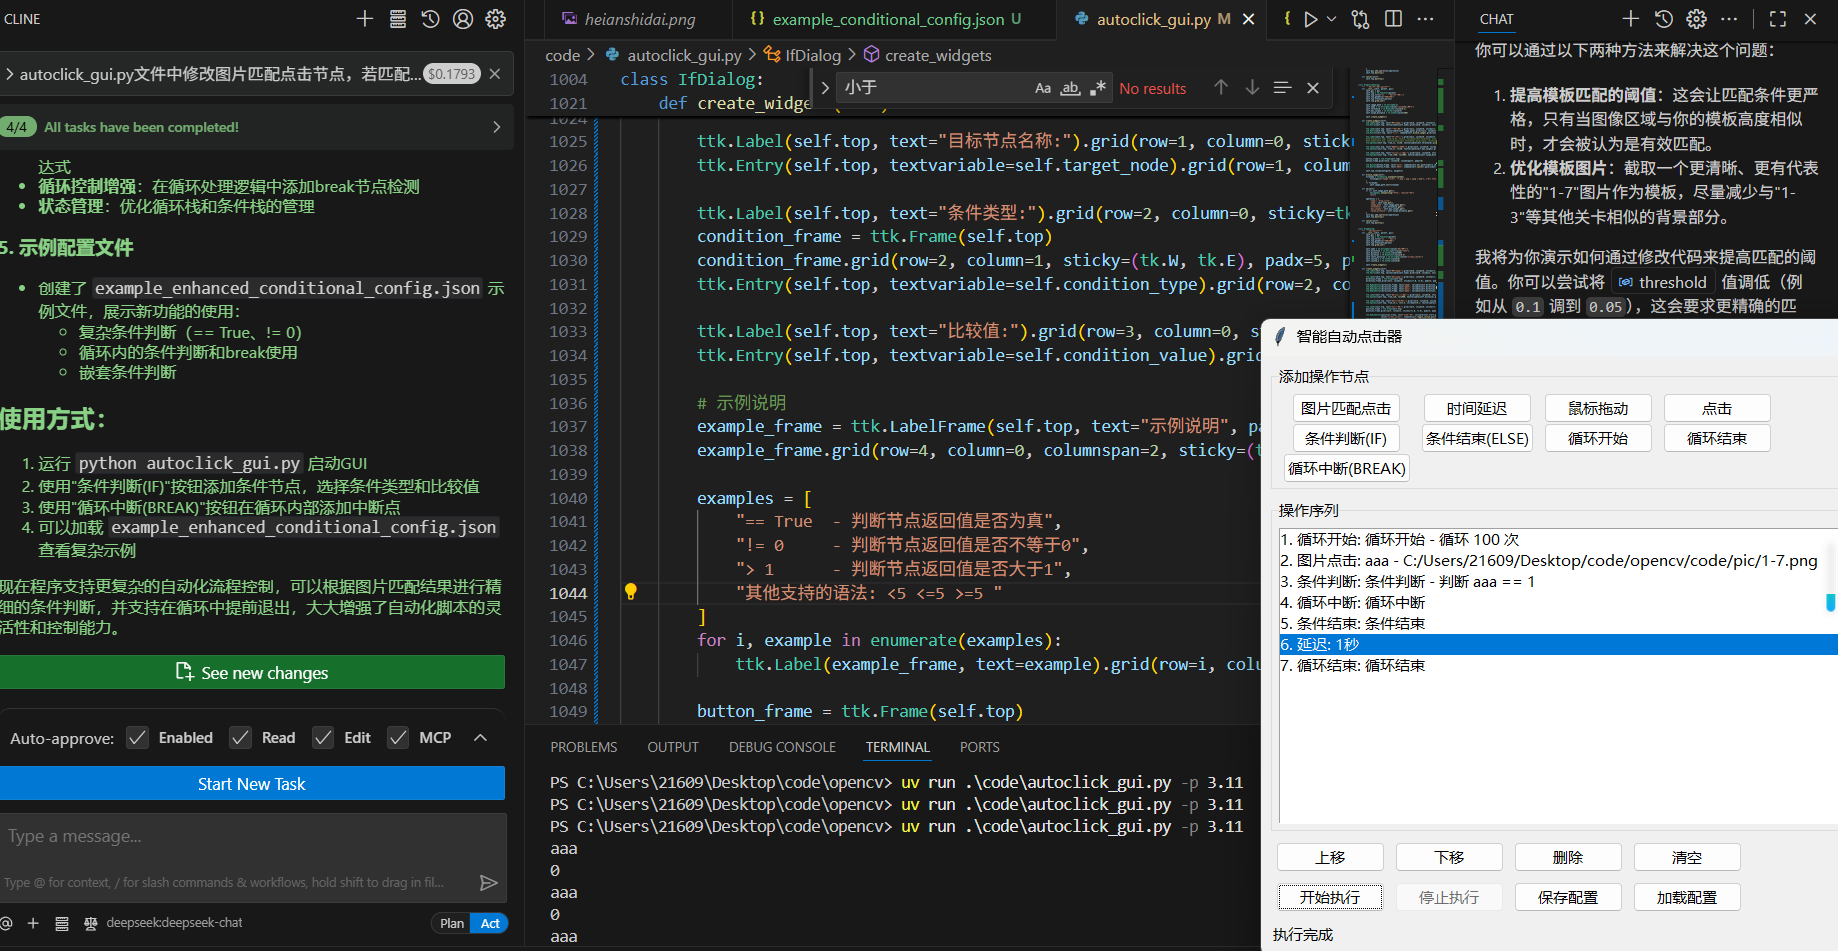 CLINE
autoclick_gui.py文件中修改图片匹配点击节点，若匹配... $0.1793
4/4 All tasks have been completed!
达式
循环控制增强：在循环处理逻辑中添加break节点检测
状态管理：优化循环栈和条件栈的管理
5. 示例配置文件
创建了 example_enhanced_conditional_config.json 示
例文件，展示新功能的使用：
复杂条件判断（== True、!= 0）
循环内的条件判断和break使用
嵌套条件判断
使用方式：
1. 运行 python autoclick_gui.py 启动GUI
2. 使用"条件判断(IF)"按钮添加条件节点，选择条件类型和比较值
3. 使用"循环中断(BREAK)"按钮在循环内部添加中断点
4. 可以加载 example_enhanced_conditional_config.json
查看复杂示例
现在程序支持更复杂的自动化流程控制，可以根据图片匹配结果进行精
细的条件判断，并支持在循环中提前退出，大大增强了自动化脚本的灵
活性和控制能力。
See new changes
Auto-approve: Enabled Read Edit MCP
Start New Task
Type a message...
Type @ for context, / for slash commands & workflows, hold shift to drag in fil...
@ deepseek:deepseek-chat Plan Act
heianshidai.png {} example_conditional_config.json U autoclick_gui.py M {
code > autoclick_gui.py > IfDialog > create_widgets
小于 Aa ab .* No results
1004 class IfDialog:
1021 def create_widge
1024
1025 ttk.Label(self.top, text="目标节点名称:").grid(row=1, column=0, stick
1026 ttk.Entry(self.top, textvariable=self.target_node).grid(row=1, colum
1027
1028 ttk.Label(self.top, text="条件类型:").grid(row=2, column=0, sticky=tk
1029 condition_frame = ttk.Frame(self.top)
1030 condition_frame.grid(row=2, column=1, sticky=(tk.W, tk.E), padx=5, p
1031 ttk.Entry(self.top, textvariable=self.condition_type).grid(row=2, co
1032
1033 ttk.Label(self.top, text="比较值:").grid(row=3, column=0, s
1034 ttk.Entry(self.top, textvariable=self.condition_value).grid
1035
1036 # 示例说明
1037 example_frame = ttk.LabelFrame(self.top, text="示例说明", pa
1038 example_frame.grid(row=4, column=0, columnspan=2, sticky=(t
1039
1040 examples = [
1041 "== True  - 判断节点返回值是否为真",
1042 "!= 0     - 判断节点返回值是否不等于0",
1043 "> 1      - 判断节点返回值是否大于1",
1044 "其他支持的语法: <5 <=5 >=5 "
1045 ]
1046 for i, example in enumerate(examples):
1047 ttk.Label(example_frame, text=example).grid(row=i, colu
1048
1049 button_frame = ttk.Frame(self.top)
PROBLEMS OUTPUT DEBUG CONSOLE TERMINAL PORTS
PS C:\Users\21609\Desktop\code\opencv> uv run .\code\autoclick_gui.py -p 3.11
PS C:\Users\21609\Desktop\code\opencv> uv run .\code\autoclick_gui.py -p 3.11
PS C:\Users\21609\Desktop\code\opencv> uv run .\code\autoclick_gui.py -p 3.11
aaa
0
aaa
0
aaa
CHAT
你可以通过以下两种方法来解决这个问题：
1. 提高模板匹配的阈值：这会让匹配条件更严
格，只有当图像区域与你的模板高度相似
时，才会被认为是有效匹配。
2. 优化模板图片：截取一个更清晰、更有代表
性的"1-7"图片作为模板，尽量减少与"1-
3"等其他关卡相似的背景部分。
我将为你演示如何通过修改代码来提高匹配的阈
值。你可以尝试将 threshold 值调低（例
如从 0.1 调到 0.05），这会要求更精确的匹
智能自动点击器
添加操作节点
图片匹配点击 时间延迟 鼠标拖动 点击
条件判断(IF) 条件结束(ELSE) 循环开始 循环结束
循环中断(BREAK)
操作序列
1. 循环开始: 循环开始 - 循环 100 次
2. 图片点击: aaa - C:/Users/21609/Desktop/code/opencv/code/pic/1-7.png
3. 条件判断: 条件判断 - 判断 aaa == 1
4. 循环中断: 循环中断
5. 条件结束: 条件结束
6. 延迟: 1秒
7. 循环结束: 循环结束
上移 下移 删除 清空
开始执行 停止执行 保存配置 加载配置
执行完成